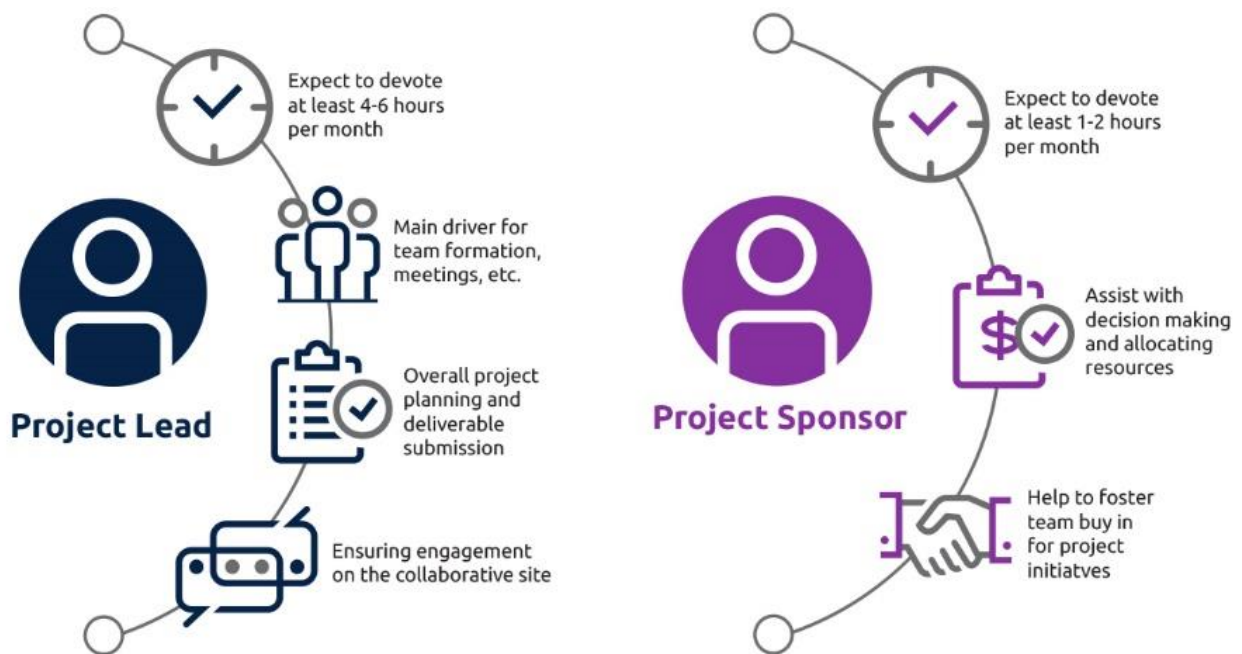 Expect to devote
at least 4-6 hours
per month
Main driver for
team formation,
meetings, etc.
Project Lead
Overall project
planning and
deliverable
submission
Ensuring engagement
on the collaborative site
Expect to devote
at least 1-2 hours
per month
Assist with
decision making
and allocating
resources
$
Project Sponsor
Help to foster
team buy in
for project
initiatves